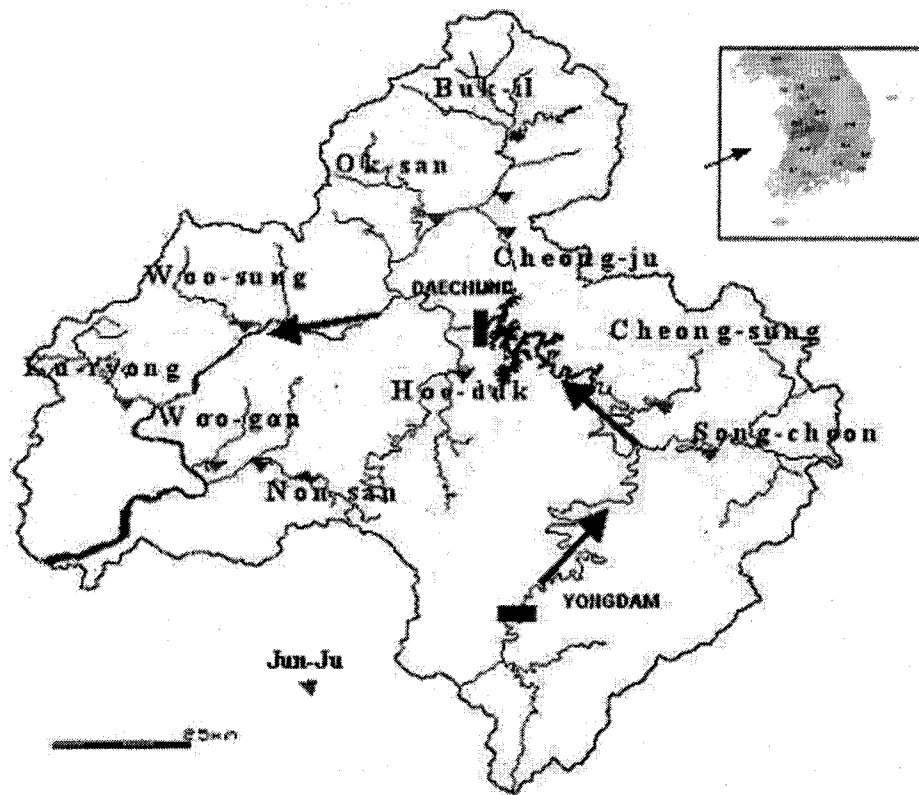 Buk-il
Ok-san
Cheong-ju
Woo-sung
DAECHUNG
Cheong-sung
Hoe-duk
Woo-gon
Song-cheon
Non-san
YONGDAM
Jun-Ju